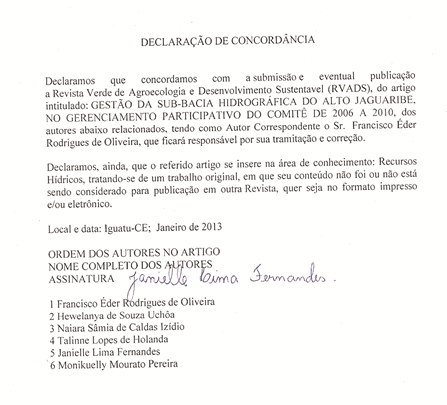 DECLARAÇÃO DE CONCORDÂNCIA
Declaramos que concordamos com a submissão e eventual publicação
a Revista Verde de Agroecologia e Desenvolvimento Sustentavel (RVADS), do artigo
intitulado: GESTÃO DA SUB-BACIA HIDROGRÁFICA DO ALTO JAGUARIBE,
NO GERENCIAMENTO PARTICIPATIVO DO COMITÊ DE 2006 A 2010, dos
autores abaixo relacionados, tendo como Autor Correspondente o Sr. Francisco Éder
Rodrigues de Oliveira, que ficará responsável por sua tramitação e correção.
Declaramos, ainda, que o referido artigo se insere na área de conhecimento: Recursos
Hídricos, tratando-se de um trabalho original, em que seu conteúdo não foi ou não está
sendo considerado para publicação em outra Revista, quer seja no formato impresso
e/ou eletrônico.
Local e data: Iguatu-CE; Janeiro de 2013
ORDEM DOS AUTORES NO ARTIGO
NOME COMPLETO DOS AUTORES
ASSINATURA Janielle Lima Fernandes.
1 Francisco Éder Rodrigues de Oliveira
2 Hewelanya de Souza Uchôa
3 Naiara Sâmia de Caldas Izídio
4 Talinne Lopes de Holanda
5 Janielle Lima Fernandes
6 Monikuelly Mourato Pereira